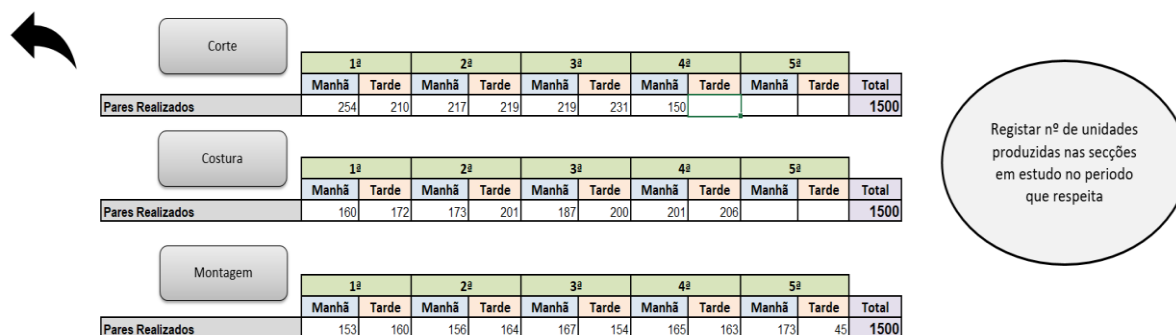 Corte
1ª 2ª 3ª 4ª 5ª
Manhã Tarde Manhã Tarde Manhã Tarde Manhã Tarde Manhã Tarde Total
Pares Realizados 254 210 217 219 219 231 150 1500
Costura
1ª 2ª 3ª 4ª 5ª
Manhã Tarde Manhã Tarde Manhã Tarde Manhã Tarde Manhã Tarde Total
Pares Realizados 160 172 173 201 187 200 201 206 1500
Montagem
1ª 2ª 3ª 4ª 5ª
Manhã Tarde Manhã Tarde Manhã Tarde Manhã Tarde Manhã Tarde Total
Pares Realizados 153 160 156 164 167 154 165 163 173 45 1500
Registar nº de unidades
produzidas nas secções
em estudo no periodo
que respeita